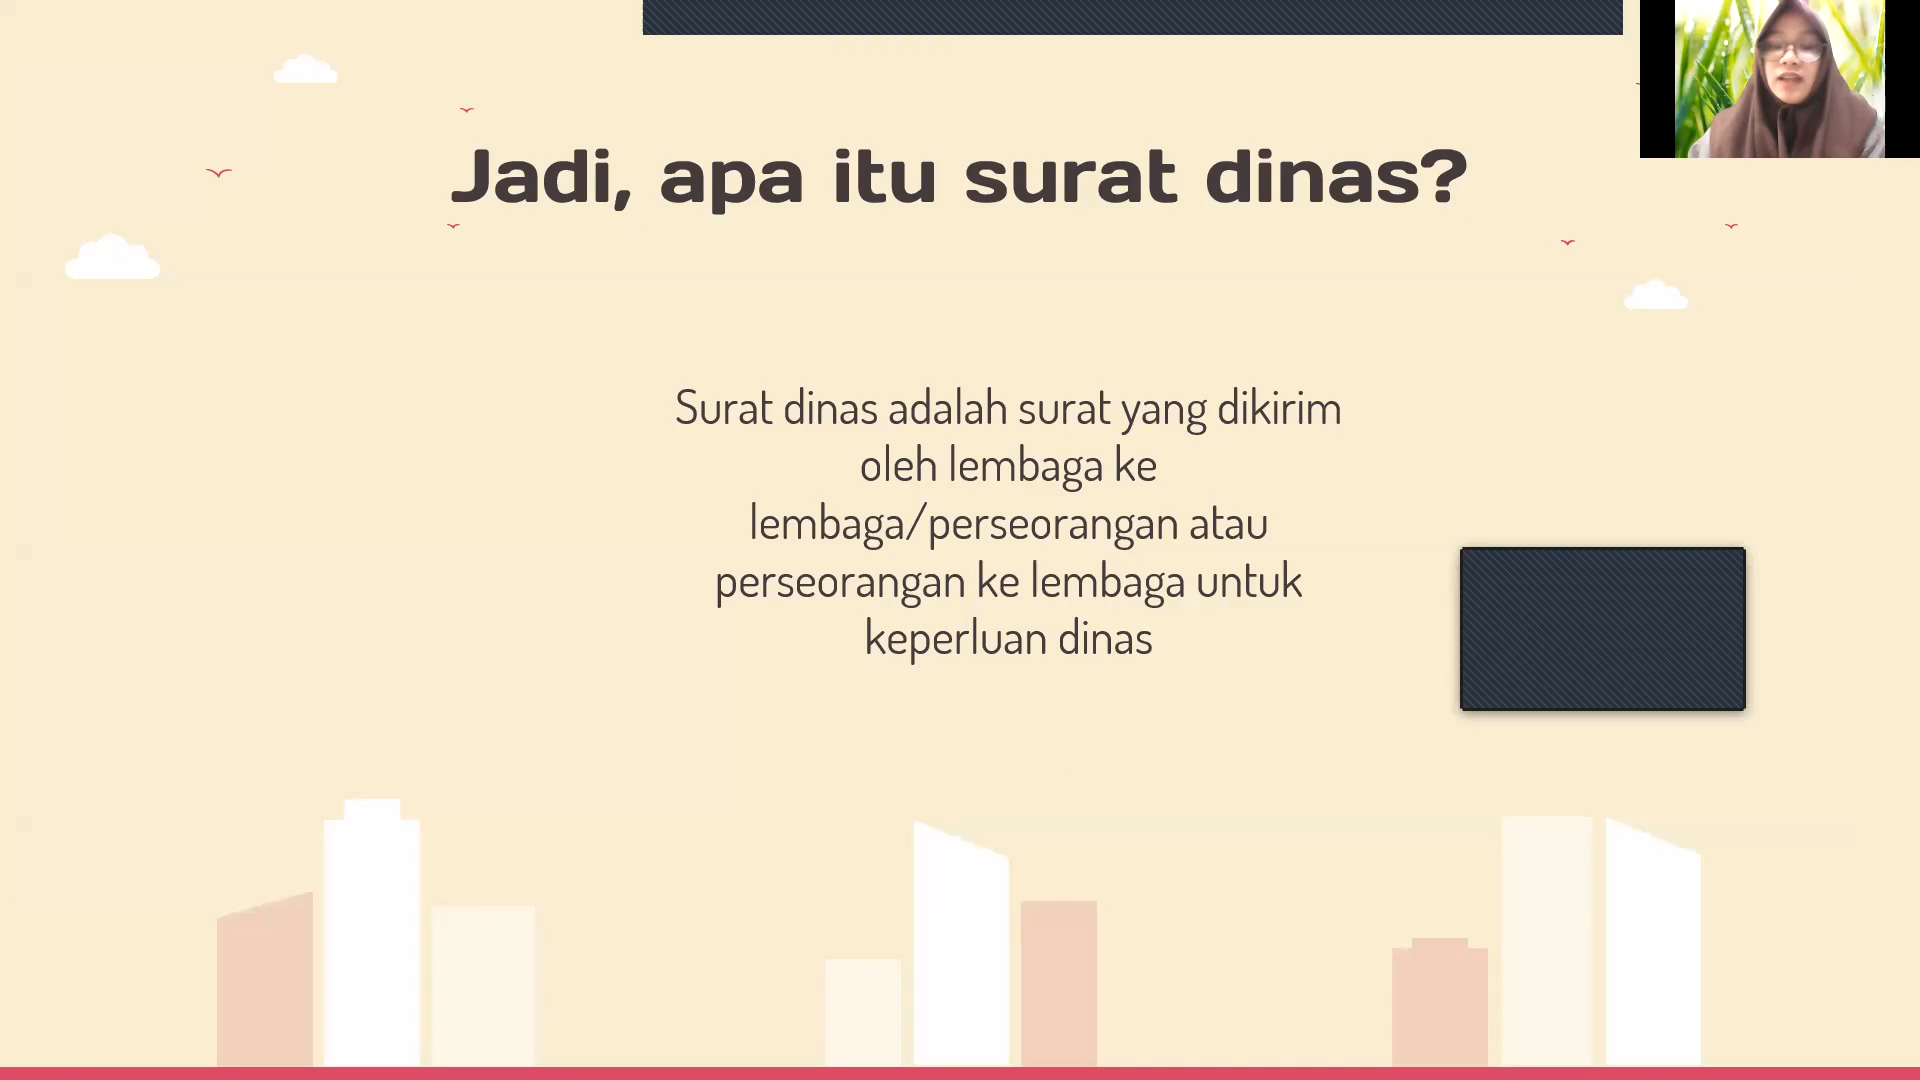 Jadi, apa itu surat dinas?
Surat dinas adalah surat yang dikirim
oleh lembaga ke
lembaga/perseorangan atau
perseorangan ke lembaga untuk
keperluan dinas